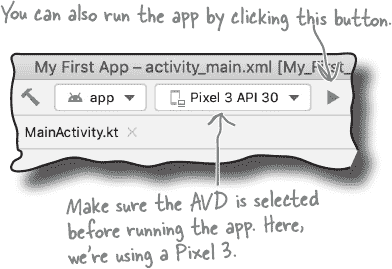 You can also run the app by clicking this button.
My First App – activity_main.xml [My_First_
app
Pixel 3 API 30
MainActivity.kt
Make sure the AVD is selected
before running the app. Here,
we're using a Pixel 3.